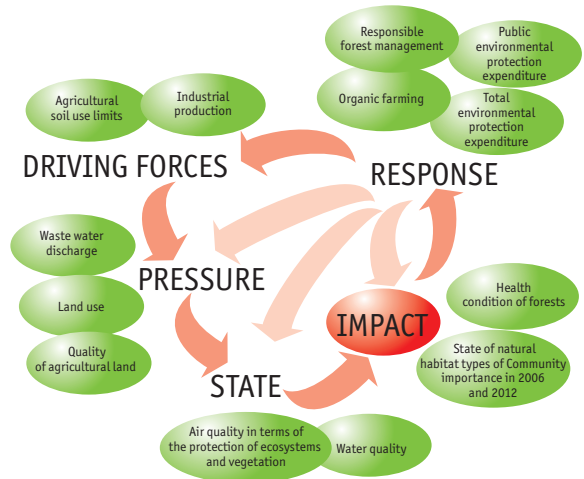 Responsible
forest management
Public
environmental
protection
expenditure
Organic farming
Total
environmental
protection
expenditure
Agricultural
soil use limits
Industrial
production
DRIVING FORCES
RESPONSE
Waste water
discharge
PRESSURE
Land use
Quality
of agricultural land
IMPACT
Health
condition of forests
State of natural
habitat types of Community
importance in 2006
and 2012
STATE
Air quality in terms of
the protection of ecosystems
and vegetation
Water quality